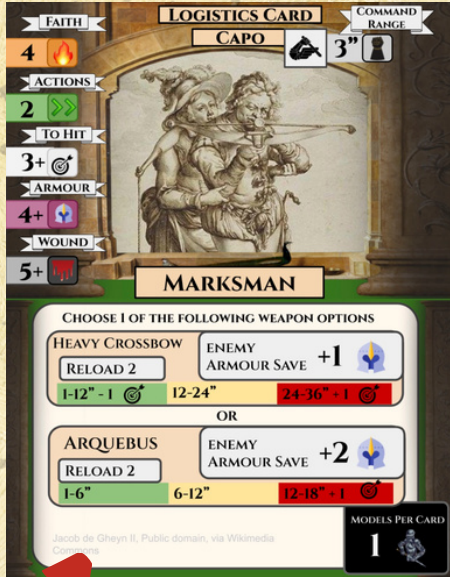 Faith
4
Actions
2
To Hit
3+
Armour
4+
Wound
5+
Logistics Card
Capo
Command
Range
3”
Marksman
Choose 1 of the following weapon options
Heavy Crossbow
Reload 2
Enemy
Armour Save +1
1-12” - 1 12-24” 24-36” + 1
or
Arquebus
Reload 2
Enemy
Armour Save +2
1-6” 6-12” 12-18” + 1
Jacob de Gheyn II, Public domain, via Wikimedia
Commons
Models Per Card
1